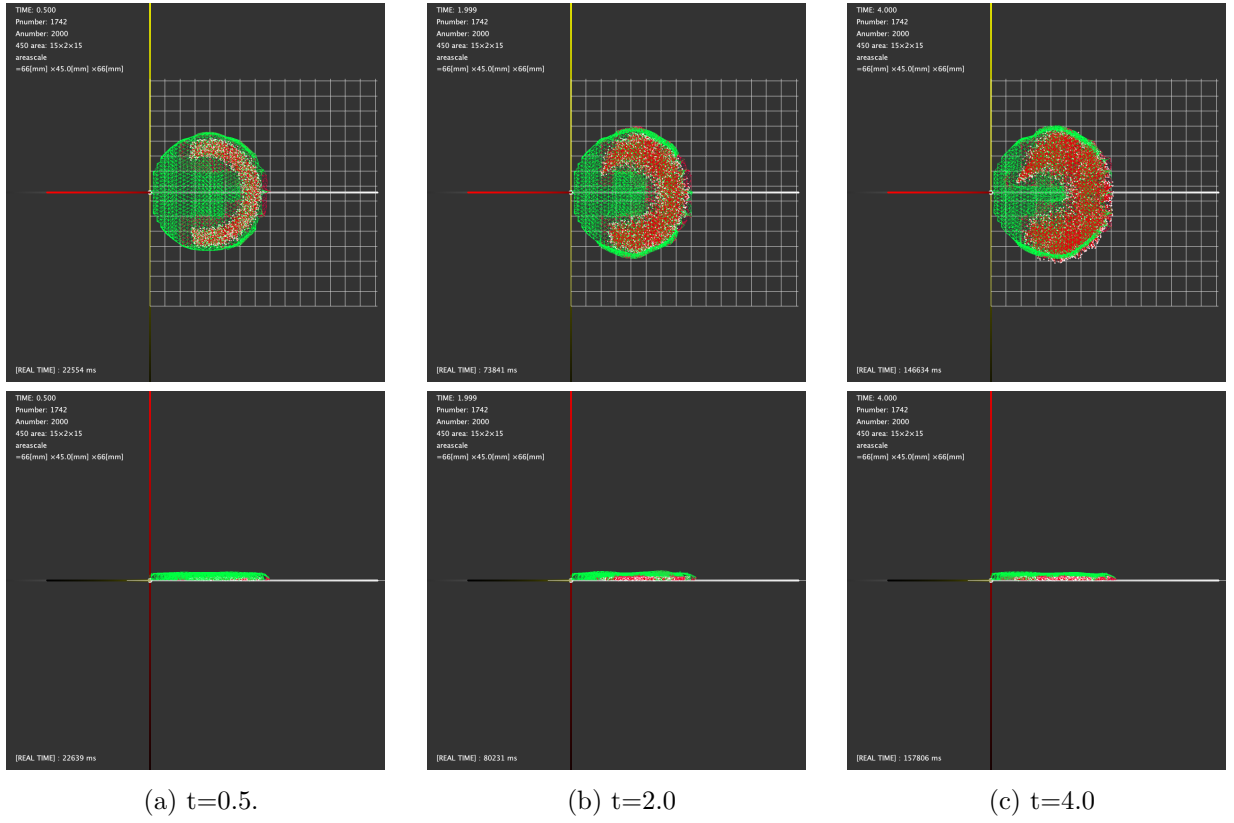 TIME: 0.500
Pnumber: 1742
Anumber: 2000
450 area: 15×2×15
areascale
=66[mm] ×45.0[mm] ×66[mm]
[REAL TIME] : 22554 ms
TIME: 1.999
Pnumber: 1742
Anumber: 2000
450 area: 15×2×15
areascale
=66[mm] ×45.0[mm] ×66[mm]
[REAL TIME] : 73841 ms
TIME: 4.000
Pnumber: 1742
Anumber: 2000
450 area: 15×2×15
areascale
=66[mm] ×45.0[mm] ×66[mm]
[REAL TIME] : 146634 ms
TIME: 0.500
Pnumber: 1742
Anumber: 2000
450 area: 15×2×15
areascale
=66[mm] ×45.0[mm] ×66[mm]
[REAL TIME] : 22639 ms
TIME: 1.999
Pnumber: 1742
Anumber: 2000
450 area: 15×2×15
areascale
=66[mm] ×45.0[mm] ×66[mm]
[REAL TIME] : 80231 ms
TIME: 4.000
Pnumber: 1742
Anumber: 2000
450 area: 15×2×15
areascale
=66[mm] ×45.0[mm] ×66[mm]
[REAL TIME] : 157806 ms
(a) t=0.5.
(b) t=2.0
(c) t=4.0